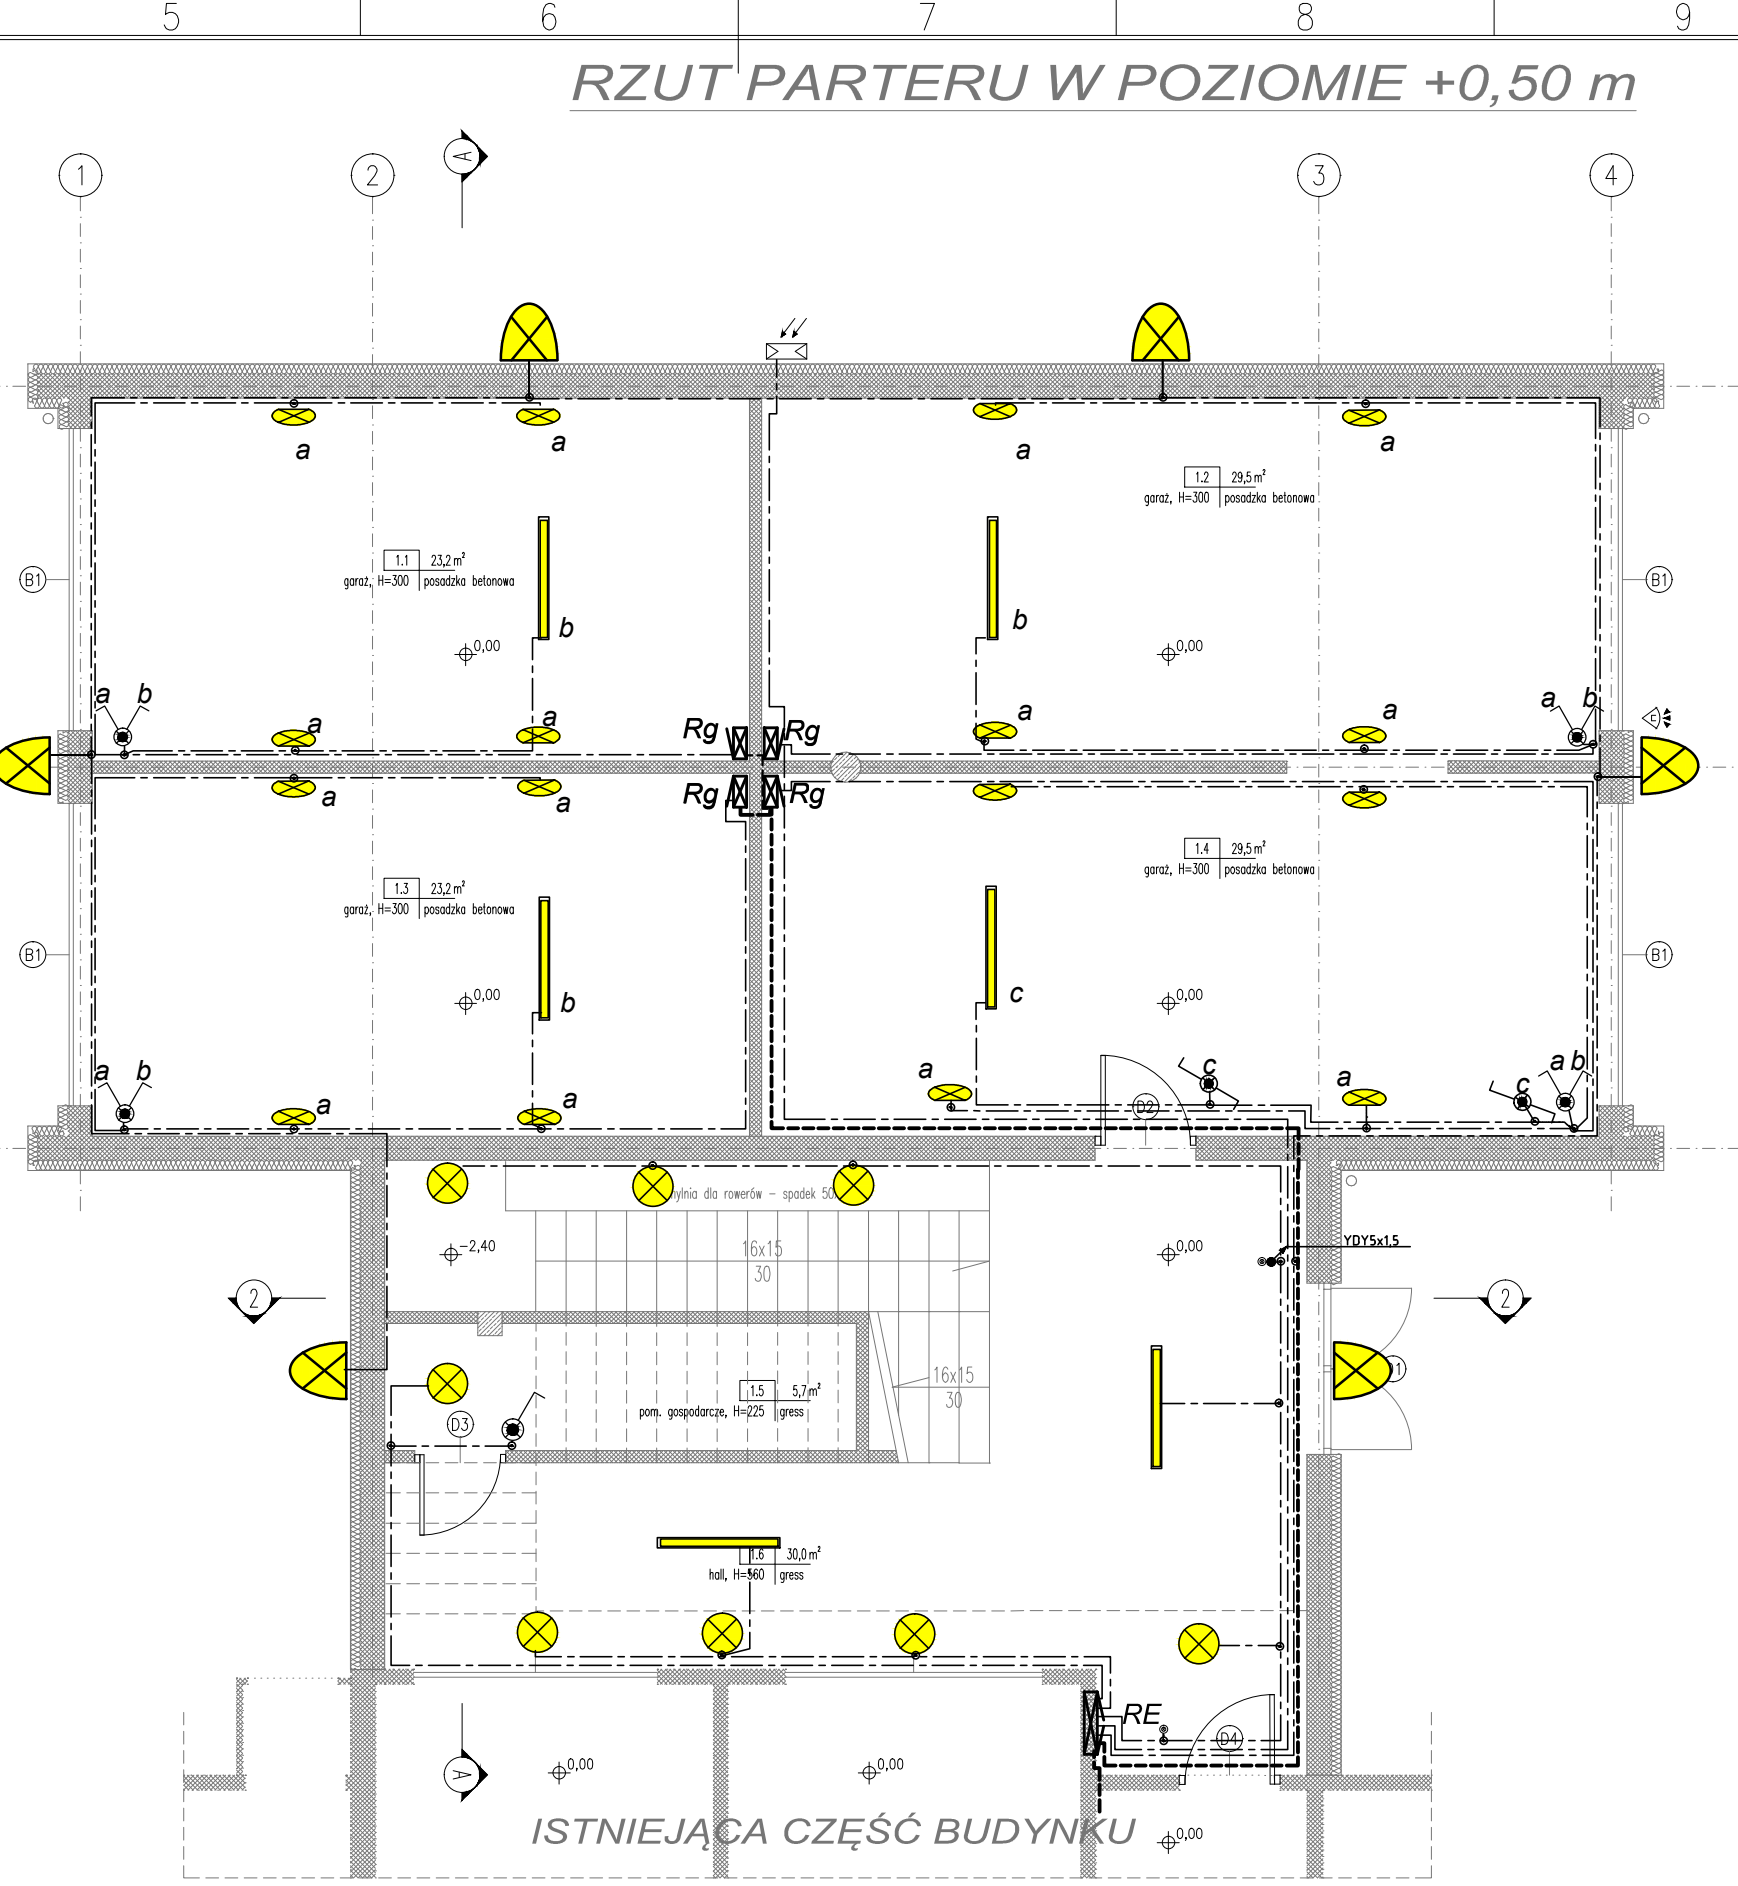 5 6 7 8 9
RZUT PARTERU W POZIOMIE +0,50 m
A
1 2 3 4
a a a a
1.2 29,5 m²
garaż, H=300 posadzka betonowa
1.1 23,2 m²
garaż, H=300 posadzka betonowa
B1 B1
b b
0,00 0,00
a b a a a a a b
Rg Rg
E
a a
Rg Rg
1.4 29,5 m²
garaż, H=300 posadzka betonowa
1.3 23,2 m²
garaż, H=300 posadzka betonowa
B1 B1
b c
0,00 0,00
a b a a a c a c a b
D2
ylnia dla rowerów - spadek 50
-2,40
16x15
30
0,00
YDY5x1,5
2 2
16x15
30
D1
1.5 5,7 m²
pom. gospodarcze, H=225 gress
D3
1.6 30,0 m²
hall, H=560 gress
RE
D4
A
0,00 0,00
ISTNIEJĄCA CZĘŚĆ BUDYNKU
0,00